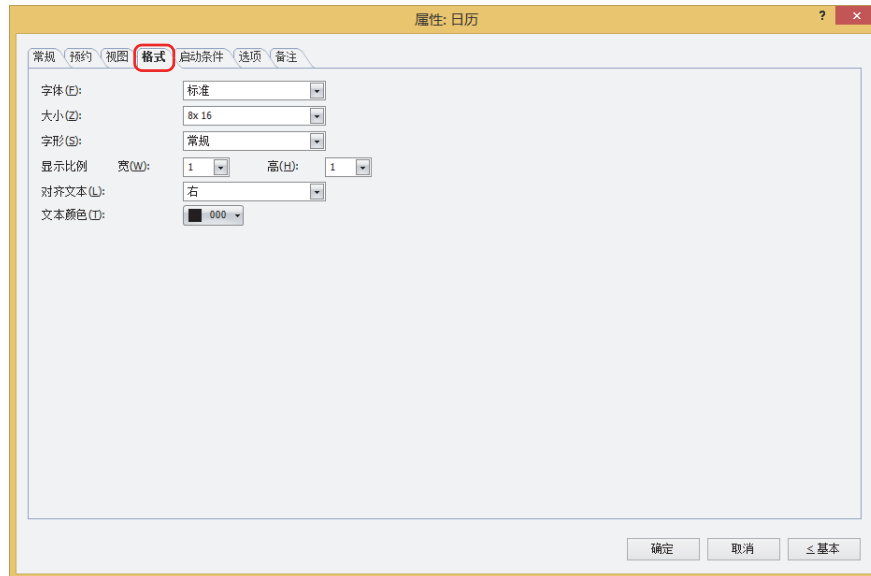 属性: 日历 ? ×
常规 预约 视图 格式 启动条件 选项 备注
字体(F): 标准
大小(Z): 8x 16
字形(S): 常规
显示比例 宽(W): 1 高(H): 1
对齐文本(L): 右
文本颜色(T): 000
确定 取消 ≤基本